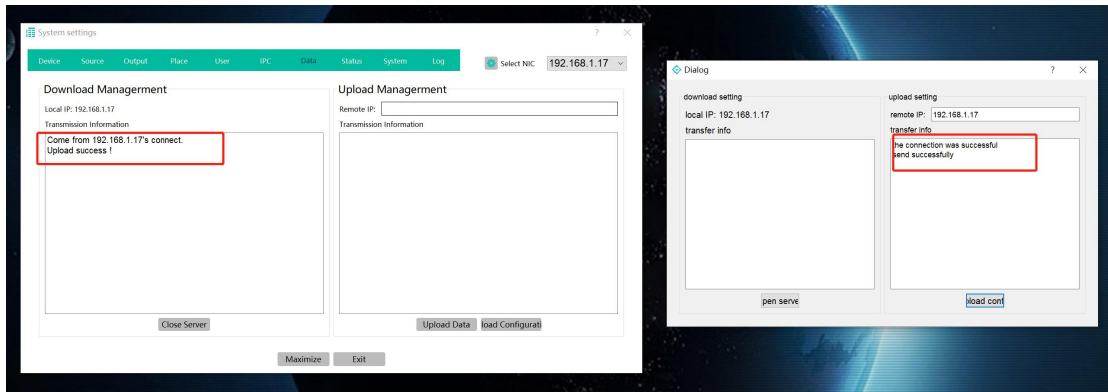 System settings
?
Device Source Output Place User IPC Data Status System Log
Select NIC 192.168.1.17
Download Managerment
Local IP: 192.168.1.17
Transmission Information
Come from 192.168.1.17's connect.
Upload success !
Close Server
Upload Managerment
Remote IP:
Transmission Information
Upload Data load Configurati
Maximize Exit
Dialog
?
download setting
local IP: 192.168.1.17
transfer info
pen serve
upload setting
remote IP: 192.168.1.17
transfer info
he connection was successful
send successfully
load conf